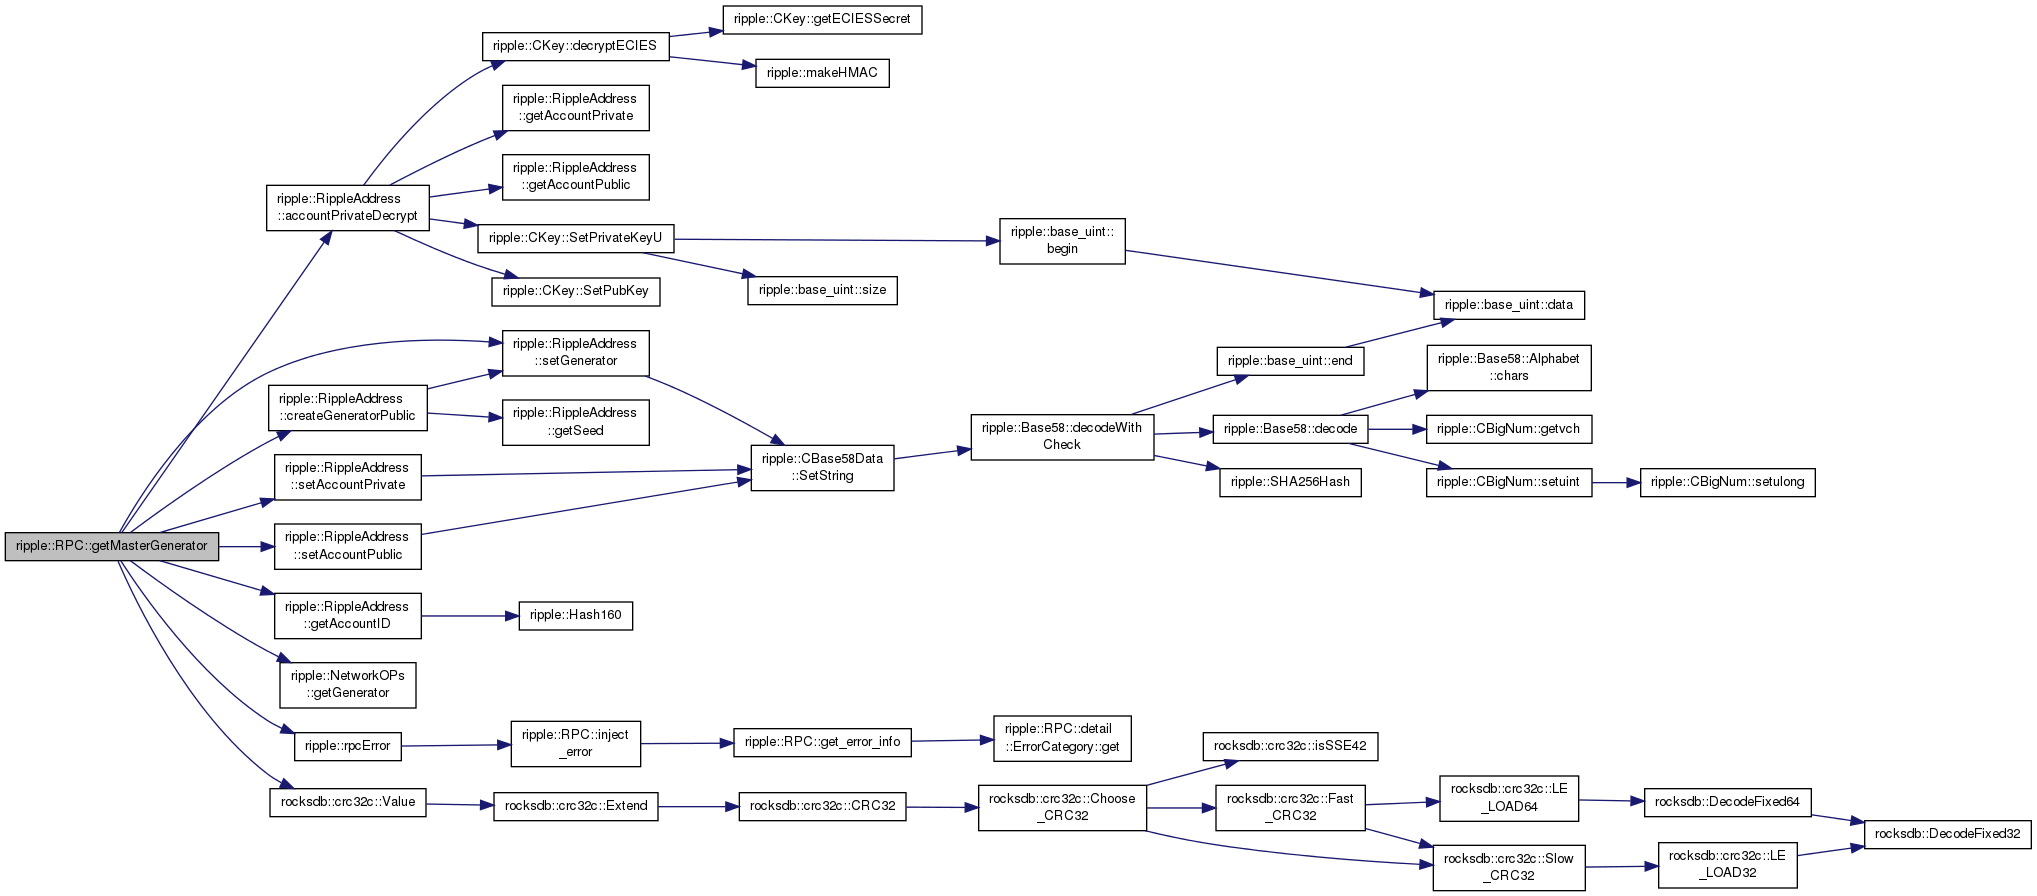 ripple::CKey::getECIESSecret
ripple::CKey::decryptECIES
ripple::makeHMAC
ripple::RippleAddress
::getAccountPrivate
ripple::RippleAddress
::getAccountPublic
ripple::RippleAddress
::accountPrivateDecrypt
ripple::CKey::SetPrivateKeyU
ripple::base_uint::
begin
ripple::CKey::SetPubKey
ripple::base_uint::size
ripple::base_uint::data
ripple::RippleAddress
::setGenerator
ripple::base_uint::end
ripple::Base58::Alphabet
::chars
ripple::RippleAddress
::createGeneratorPublic
ripple::RippleAddress
::getSeed
ripple::Base58::decodeWith
Check
ripple::Base58::decode
ripple::CBigNum::getvch
ripple::RippleAddress
::setAccountPrivate
ripple::CBase58Data
::SetString
ripple::SHA256Hash
ripple::CBigNum::setuint
ripple::CBigNum::setulong
ripple::RPC::getMasterGenerator
ripple::RippleAddress
::setAccountPublic
ripple::RippleAddress
::getAccountID
ripple::Hash160
ripple::NetworkOPs
::getGenerator
ripple::rpcError
ripple::RPC::inject
_error
ripple::RPC::get_error_info
ripple::RPC::detail
::ErrorCategory::get
rocksdb::crc32c::isSSE42
rocksdb::crc32c::Value
rocksdb::crc32c::Extend
rocksdb::crc32c::CRC32
rocksdb::crc32c::Choose
_CRC32
rocksdb::crc32c::Fast
_CRC32
rocksdb::crc32c::LE
_LOAD64
rocksdb::DecodeFixed64
rocksdb::DecodeFixed32
rocksdb::crc32c::Slow
_CRC32
rocksdb::crc32c::LE
_LOAD32